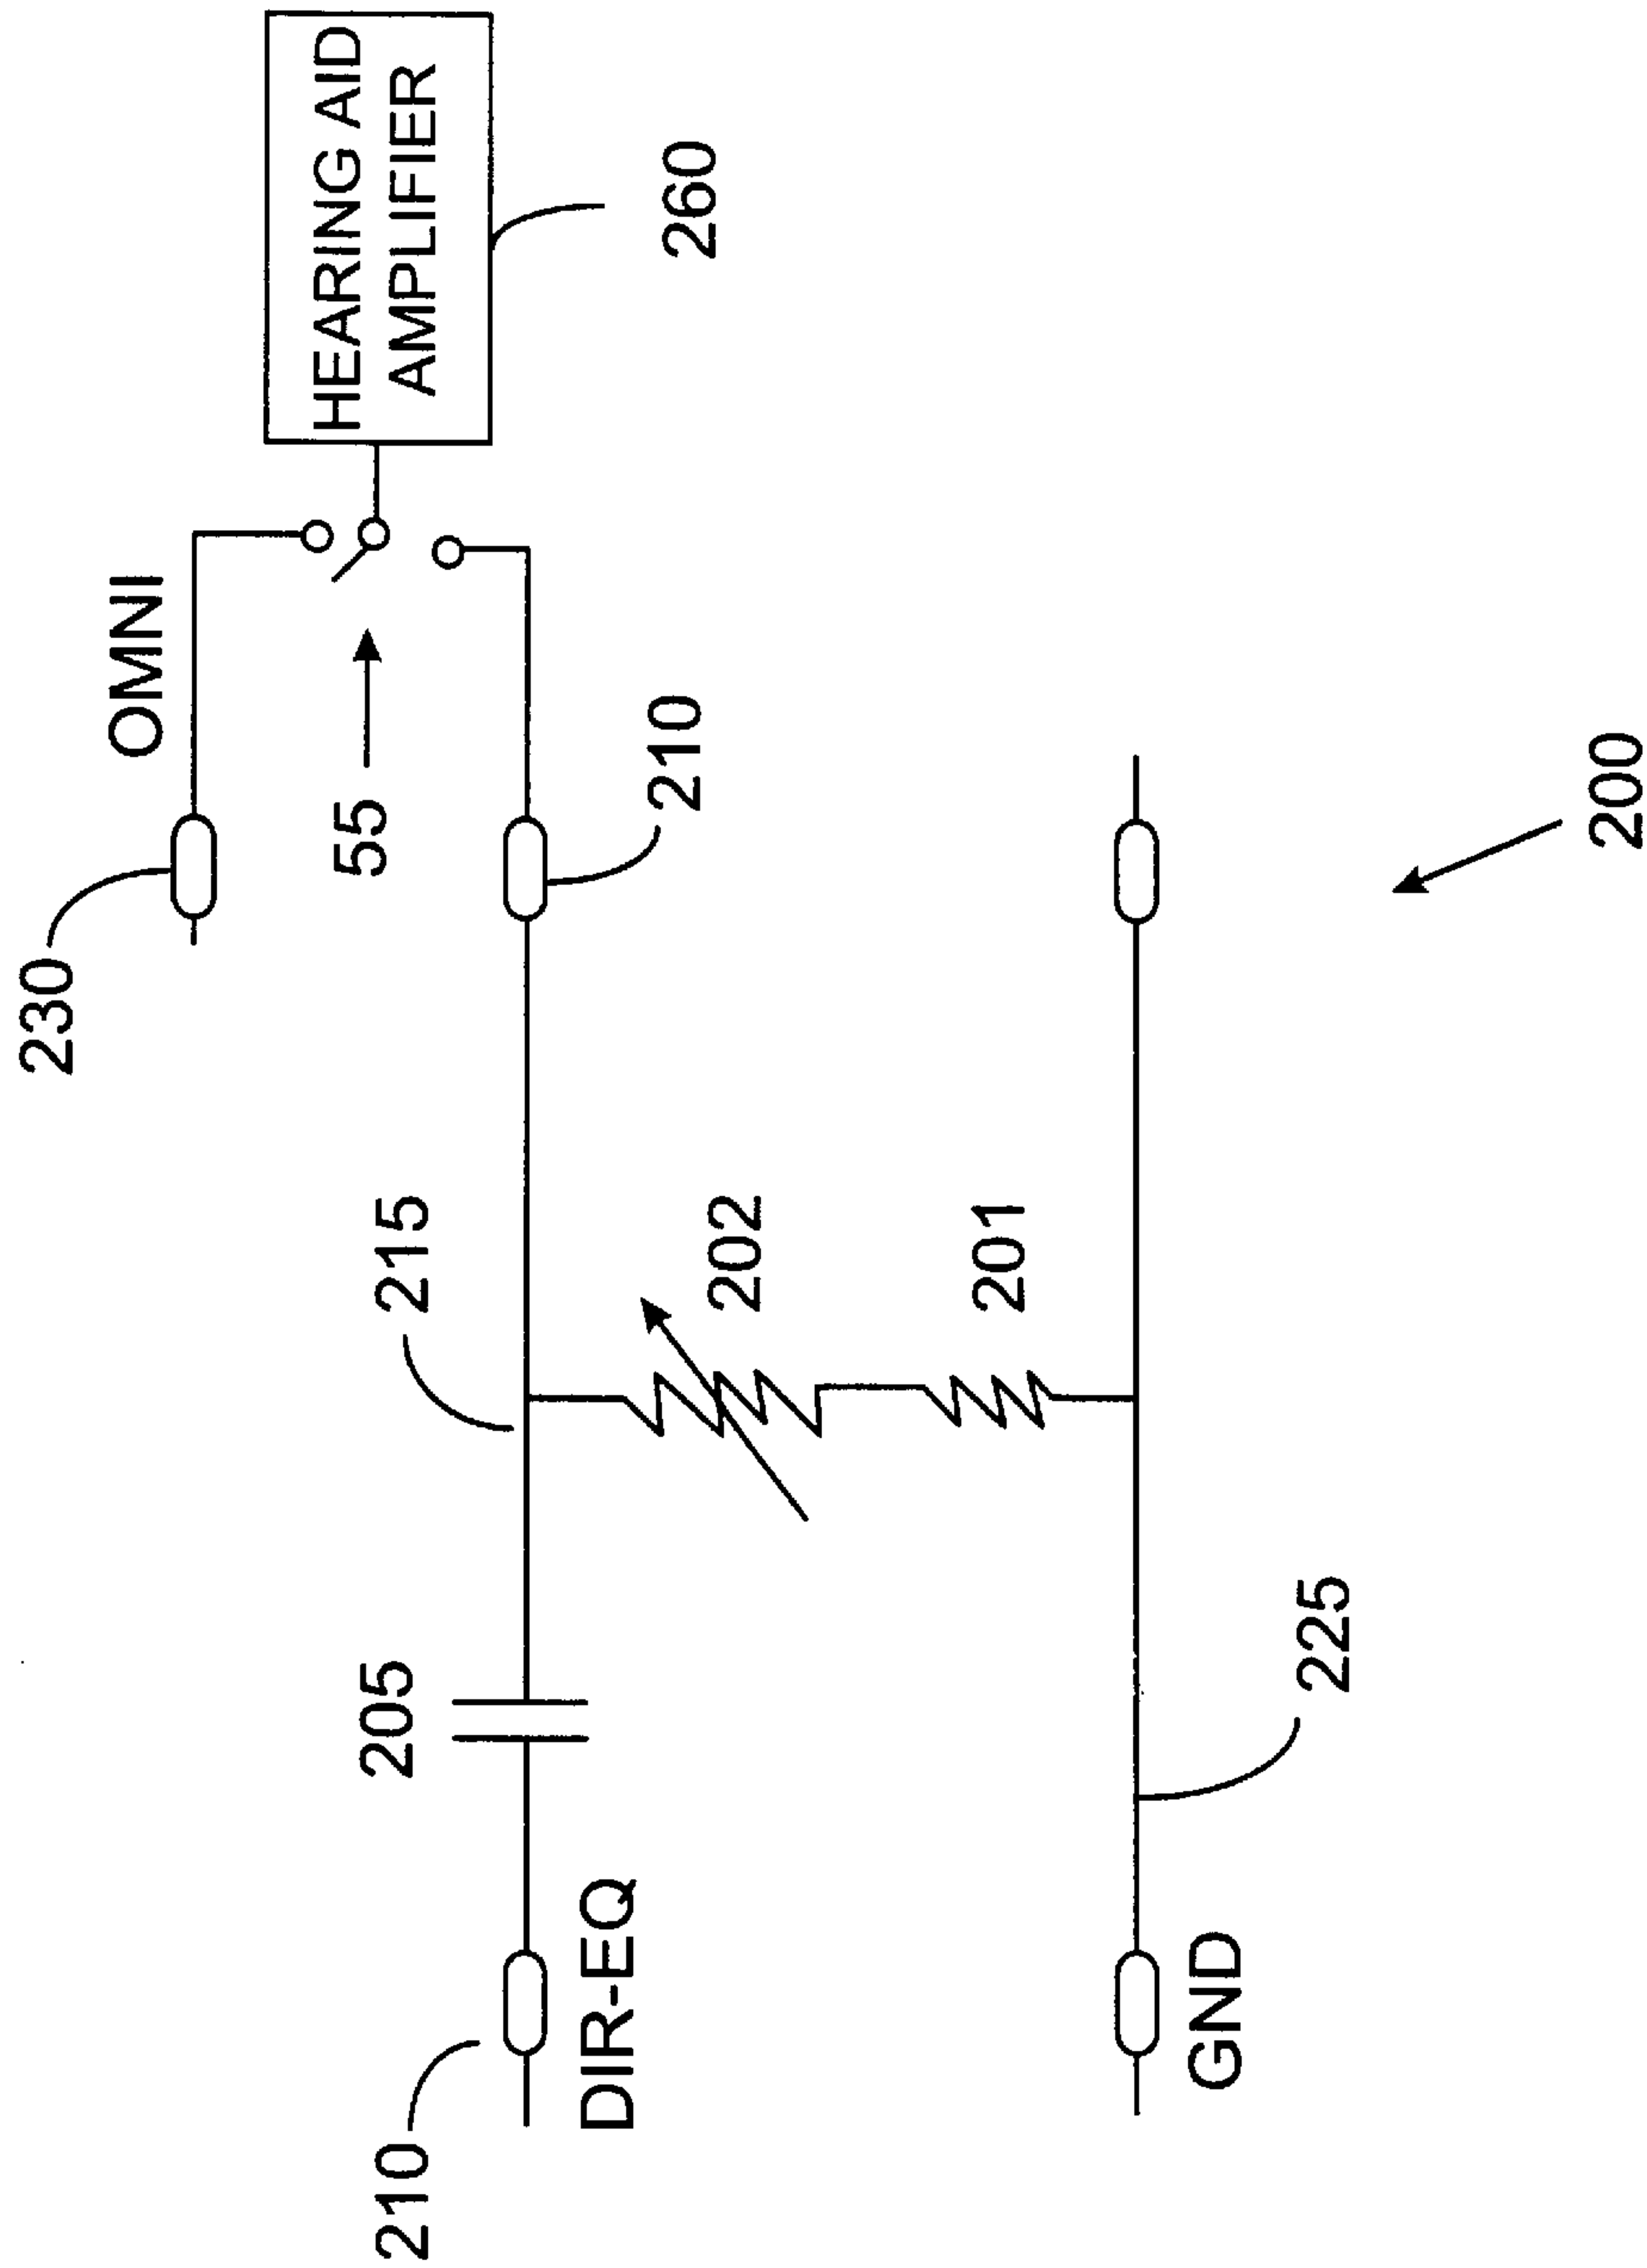 230
OMNI
HEARING AID
AMPLIFIER
260
55
210
210
DIR-EQ
205
215
202
201
GND
225
200